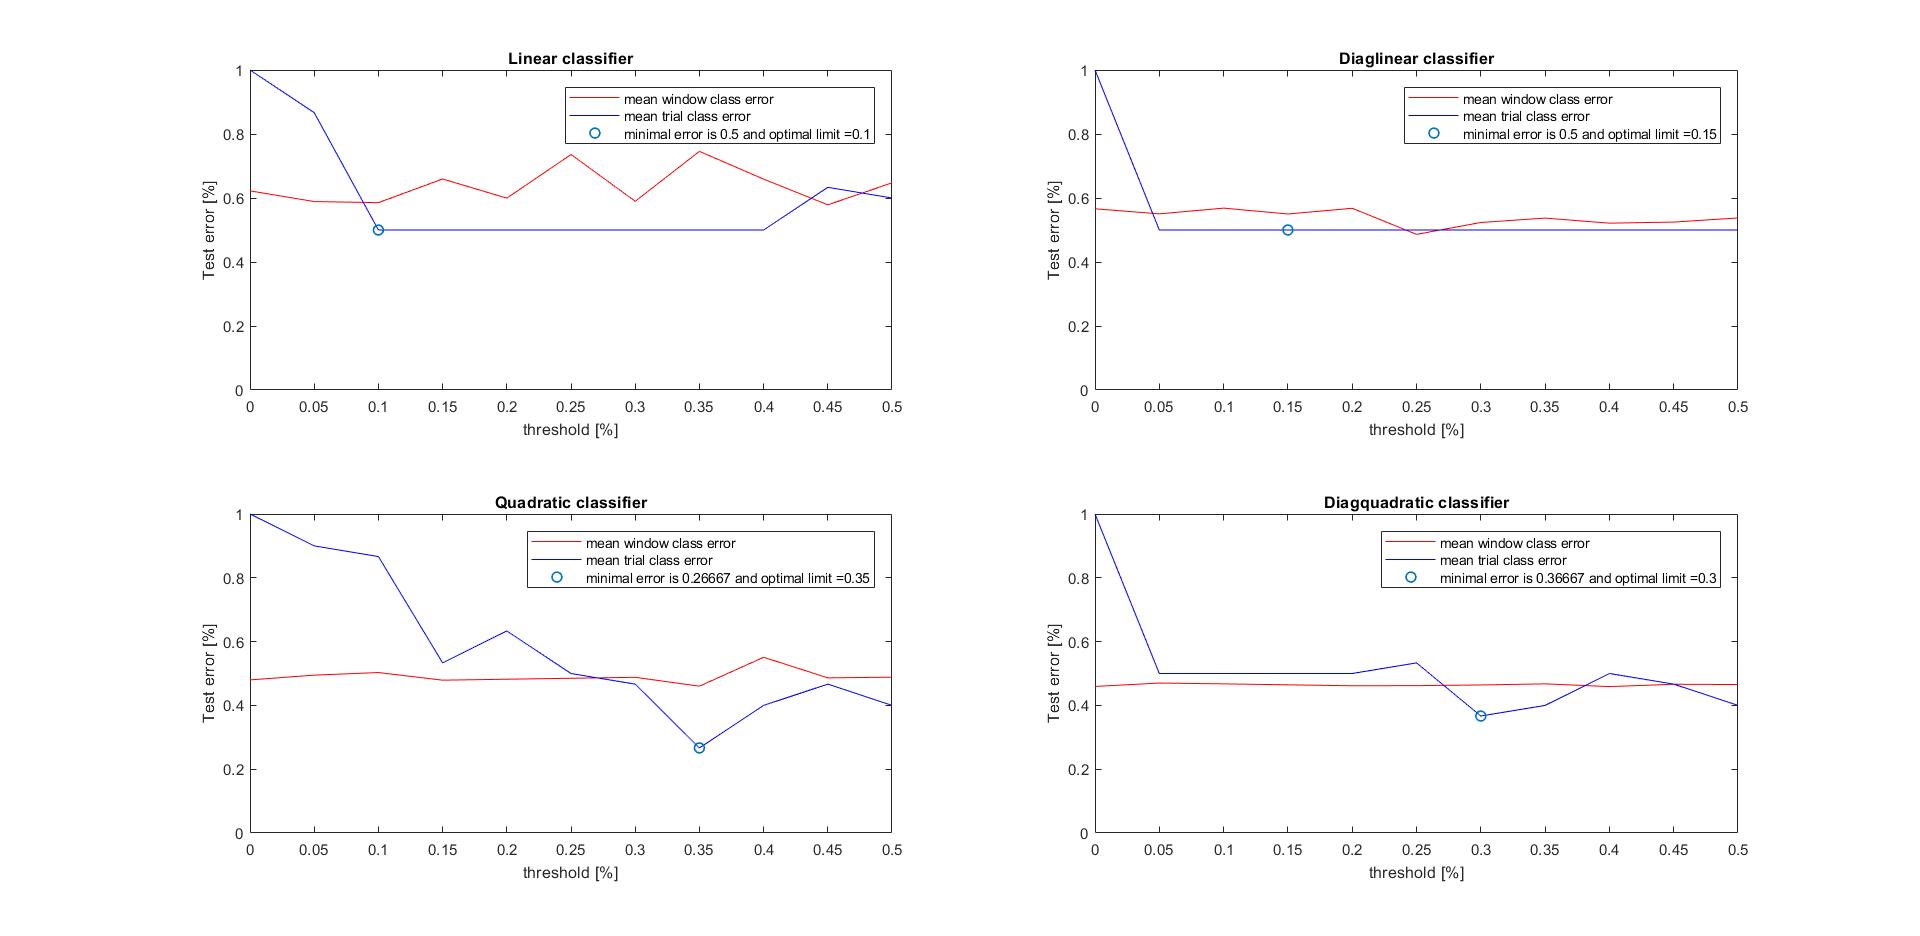 Linear classifier
1
0.8
0.6
0.4
0.2
0
Test error [%]
mean window class error
mean trial class error
minimal error is 0.5 and optimal limit =0.1
0 0.05 0.1 0.15 0.2 0.25 0.3 0.35 0.4 0.45 0.5
threshold [%]
Diaglinear classifier
1
0.8
0.6
0.4
0.2
0
Test error [%]
mean window class error
mean trial class error
minimal error is 0.5 and optimal limit =0.15
0 0.05 0.1 0.15 0.2 0.25 0.3 0.35 0.4 0.45 0.5
threshold [%]
Quadratic classifier
1
0.8
0.6
0.4
0.2
0
Test error [%]
mean window class error
mean trial class error
minimal error is 0.26667 and optimal limit =0.35
0 0.05 0.1 0.15 0.2 0.25 0.3 0.35 0.4 0.45 0.5
threshold [%]
Diagquadratic classifier
1
0.8
0.6
0.4
0.2
0
Test error [%]
mean window class error
mean trial class error
minimal error is 0.36667 and optimal limit =0.3
0 0.05 0.1 0.15 0.2 0.25 0.3 0.35 0.4 0.45 0.5
threshold [%]